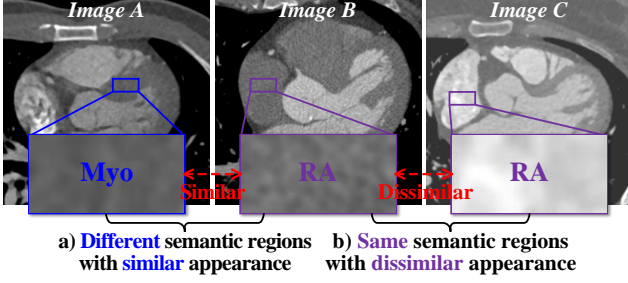 Image A
Image B
Image C
Myo
RA
RA
Similar
Dissimilar
a) Different semantic regions
with similar appearance
b) Same semantic regions
with dissimilar appearance